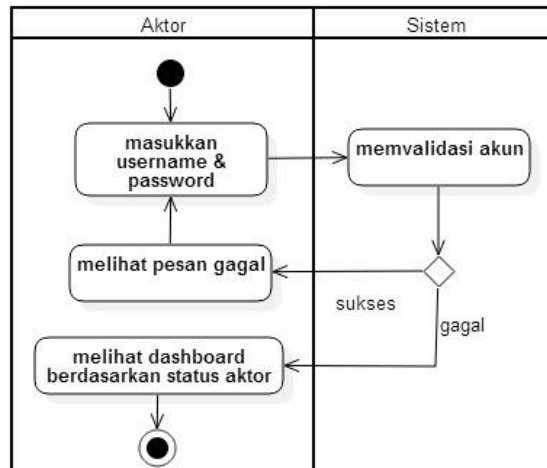 Aktor
Sistem
masukkan
username &
password
memvalidasi akun
melihat pesan gagal
sukses
gagal
melihat dashboard
berdasarkan status aktor